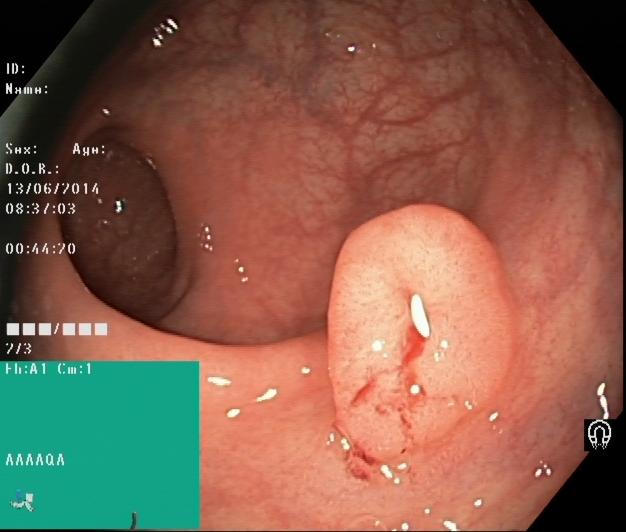 ID:
Name:
Sex: Age:
D.O.B.:
13/06/2014
08:37:03
00:44:20
■■■/■■■
2/3
Eh:A1 Cm:1
AAAAQA